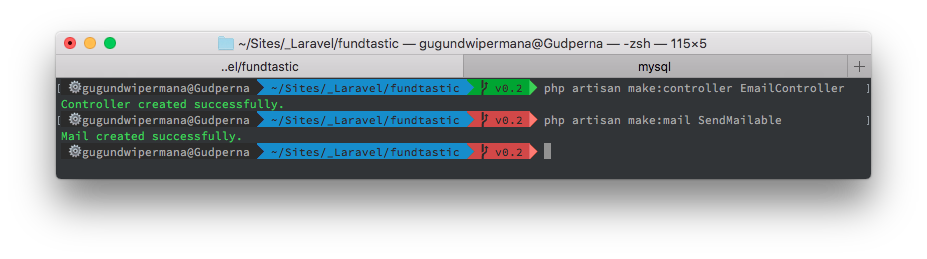 ~/Sites/_Laravel/fundtastic — gugundwipermana@Gudperna — -zsh — 115×5
..el/fundtastic mysql +
[ gugundwipermana@Gudperna ~/Sites/_Laravel/fundtastic v0.2 php artisan make:controller EmailController ]
Controller created successfully.
[ gugundwipermana@Gudperna ~/Sites/_Laravel/fundtastic v0.2 php artisan make:mail SendMailable ]
Mail created successfully.
gugundwipermana@Gudperna ~/Sites/_Laravel/fundtastic v0.2